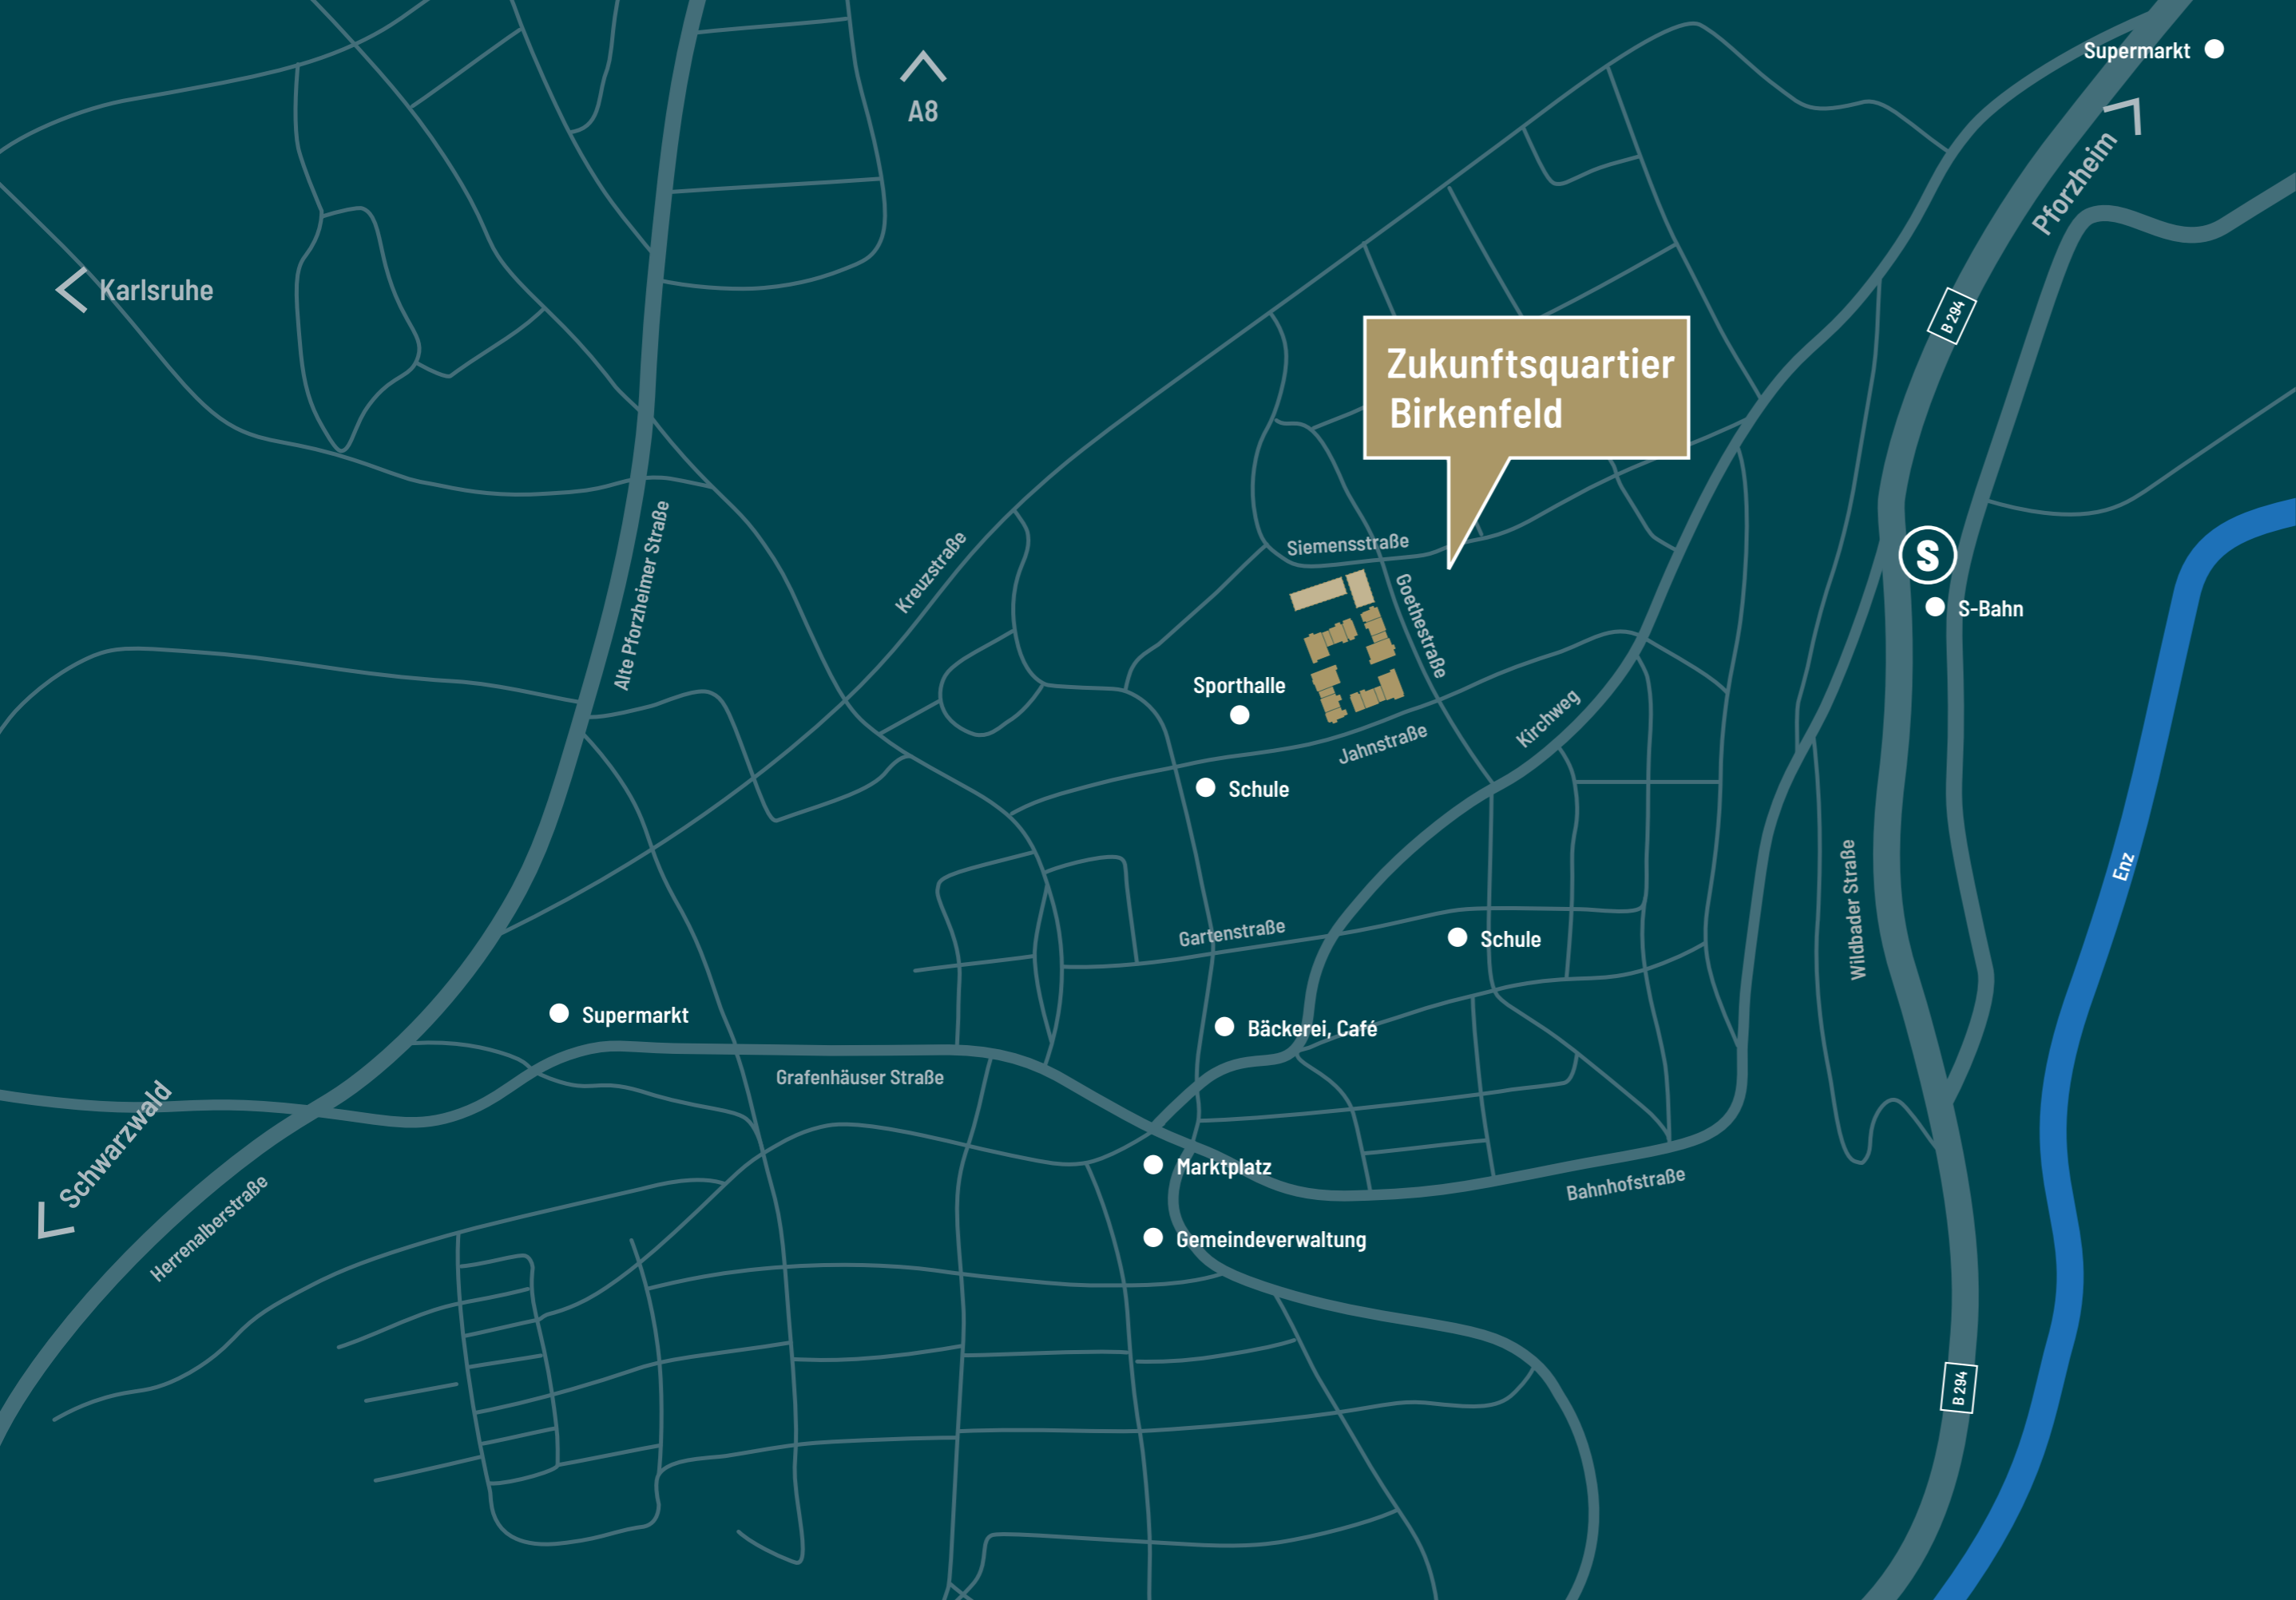 Supermarkt
A8
Pforzheim
Karlsruhe
B 294
Zukunftsquartier
Birkenfeld
Alte Pforzheimer Straße
Kreuzstraße
Siemensstraße
Goethestraße
S
S-Bahn
Sporthalle
Jahnstraße
Kirchweg
Schule
Enz
Wildbader Straße
Gartenstraße
Schule
Supermarkt
Bäckerei, Café
Grafenhäuser Straße
Schwarzwald
Herrenalberstraße
Marktplatz
Bahnhofstraße
Gemeindeverwaltung
B 294